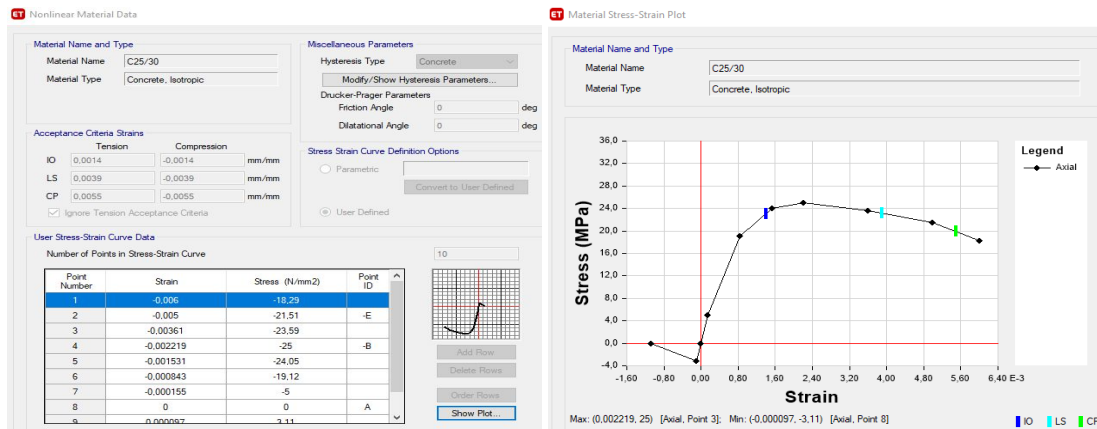 Nonlinear Material Data
Material Name and Type
Material Name C25/30
Material Type Concrete, Isotropic
Miscellaneous Parameters
Hysteresis Type Concrete
Modify/Show Hysteresis Parameters...
Drucker-Prager Parameters
Friction Angle 0 deg
Dilatational Angle 0 deg
Acceptance Criteria Strains
Tension Compression
IO 0,0014 -0,0014 mm/mm
LS 0,0039 -0,0039 mm/mm
CP 0,0055 -0,0055 mm/mm
Ignore Tension Acceptance Criteria
Stress Strain Curve Definition Options
Parametric
Convert to User Defined
User Defined
User Stress-Strain Curve Data
Number of Points in Stress-Strain Curve 10
Point Number Strain Stress (N/mm2) Point ID
1 -0,006 -18,29
2 -0,005 -21,51 -E
3 -0,00361 -23,59
4 -0,002219 -25 -B
5 -0,001531 -24,05
6 -0,000843 -19,12
7 -0,000155 -5
8 0 0 A
9 0,000097 3,11
Add Row
Delete Rows
Order Rows
Show Plot...
ET
Material Stress-Strain Plot
Material Name and Type
Material Name C25/30
Material Type Concrete, Isotropic
36,0
32,0
28,0
24,0
20,0
16,0
12,0
8,0
4,0
0,0
-4,0
Stress (MPa)
-1,60 -0,80 0,00 0,80 1,60 2,40 3,20 4,00 4,80 5,60 6,40 E-3
Strain
Legend
Axial
Max: (0,002219, 25) [Axial, Point 3]; Min: (-0,000097, -3,11) [Axial, Point 8]
IO LS CP